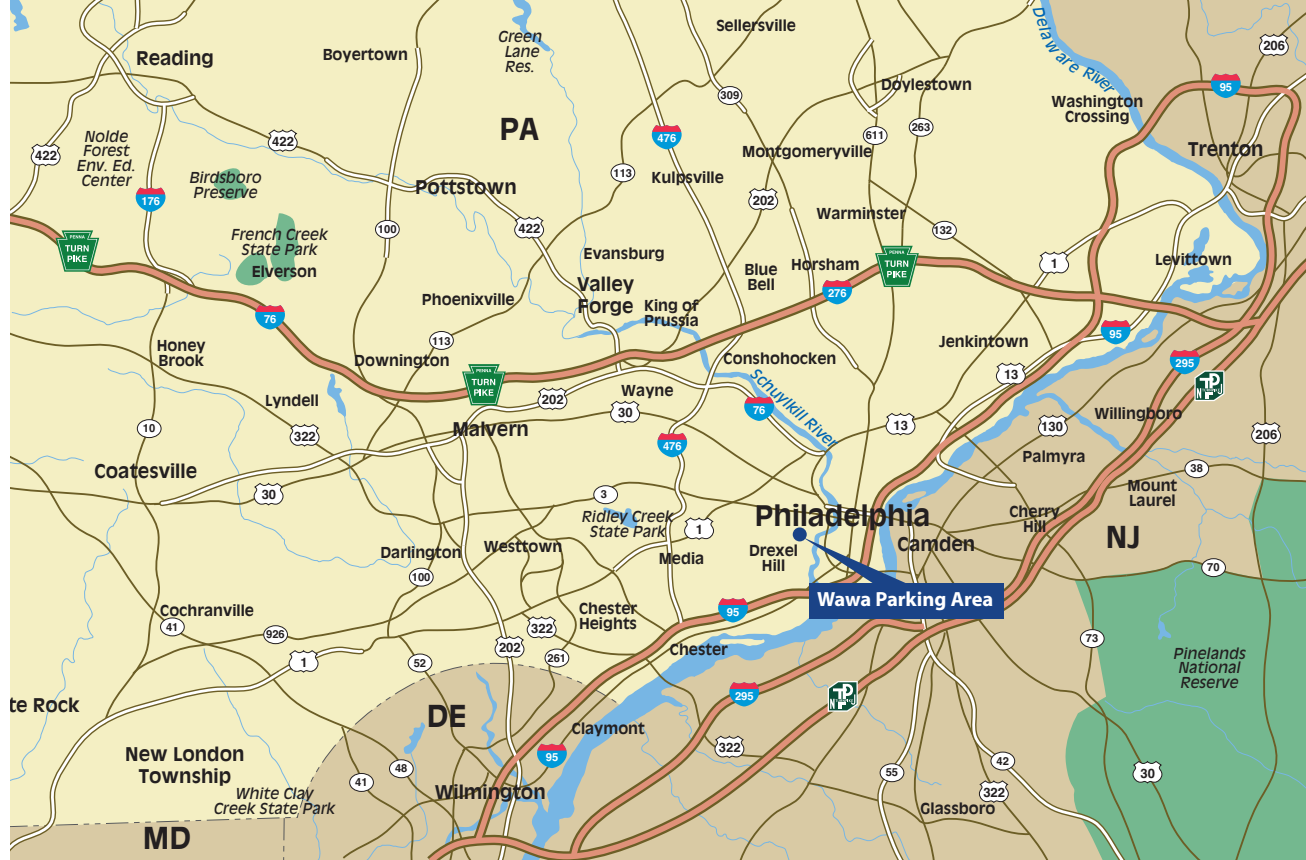 Sellersville
Green
Lane
Res.
Boyertown
Reading
Delaware River
206
95
Doylestown
Washington
Crossing
309
PA
263
611
476
422
422
Nolde
Forest
Env. Ed.
Center
Montgomeryville
Trenton
113
Kulpsville
Birdsboro
Preserve
Pottstown
176
202
Warminster
422
100
132
French Creek
State Park
Elverson
PENNA
TURN
PIKE
Evansburg
PENNA
TURN
PIKE
Horsham
Blue
Bell
1
Levittown
Valley
Forge
276
Phoenixville
King of
Prussia
76
95
113
Jenkintown
Honey
Brook
Downington
Conshohocken
295
PENNA
TURN
PIKE
13
Schuylkill River
Wayne
202
Lyndell
30
76
Willingboro
10
Malvern
322
13
130
206
476
Palmyra
Coatesville
38
30
3
Mount
Laurel
Ridley Creek
State Park
Philadelphia
Cherry
Hill
1
NJ
Camden
Darlington
Westtown
Media
Drexel
Hill
70
100
Wawa Parking Area
Cochranville
Chester
Heights
95
41
926
322
73
202
Chester
1
52
261
Pinelands
National
Reserve
295
te Rock
DE
Claymont
322
New London
Township
95
42
48
41
55
30
White Clay
Creek State Park
Wilmington
322
Glassboro
MD